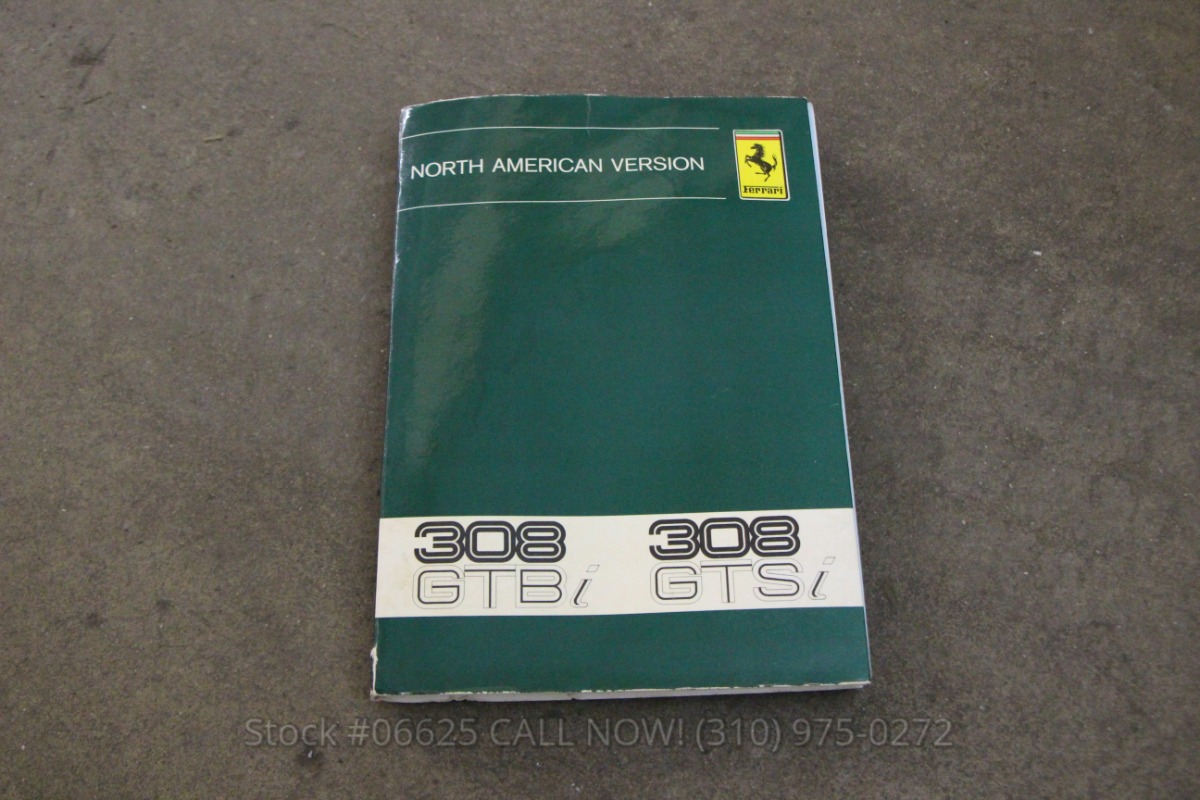 NORTH AMERICAN VERSION
Ferrari
308 308
GTBi GTSi
Stock #06625 CALL NOW! (310) 975-0272